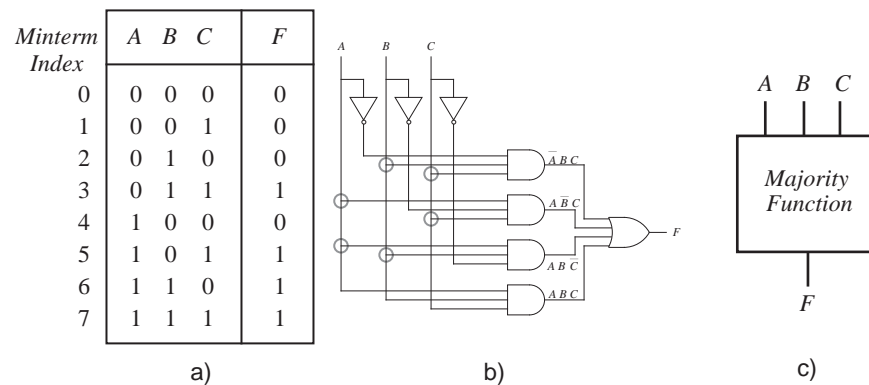 Minterm Index A B C F
0 0 0 0 0
1 0 0 1 0
2 0 1 0 0
3 0 1 1 1
4 1 0 0 0
5 1 0 1 1
6 1 1 0 1
7 1 1 1 1
a)
A B C
A̅ B C
A B̅ C
A B C̅
A B C
F
b)
A B C
Majority
Function
F
c)